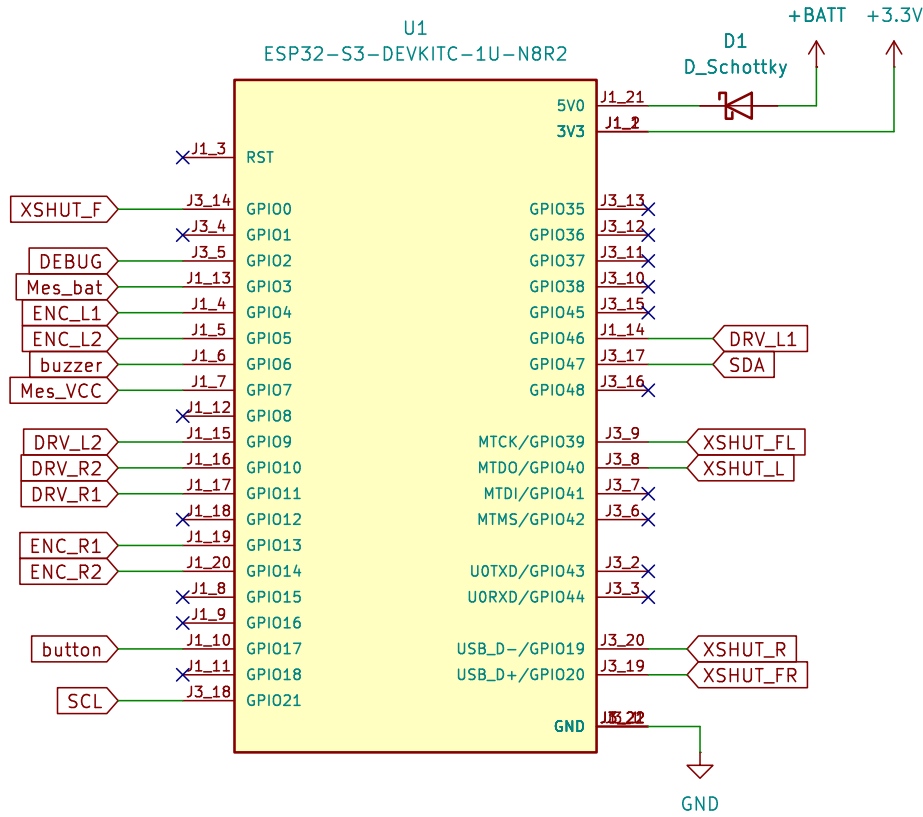 U1
ESP32-S3-DEVKITC-1U-N8R2
+BATT +3.3V
D1
D_Schottky
5V0 J1_21
3V3
J1_3 RST
XSHUT_F J3_14 GPIO0
GPIO35 J3_13
J3_4 GPIO1
GPIO36 J3_12
DEBUG J3_5 GPIO2
GPIO37 J3_11
Mes_bat J1_13 GPIO3
GPIO38 J3_10
ENC_L1 J1_4 GPIO4
GPIO45 J3_15
ENC_L2 J1_5 GPIO5
GPIO46 J1_14 DRV_L1
buzzer J1_6 GPIO6
GPIO47 J3_17 SDA
Mes_VCC J1_7 GPIO7
GPIO48 J3_16
J1_12 GPIO8
DRV_L2 J1_15 GPIO9
MTCK/GPIO39 J3_9 XSHUT_FL
DRV_R2 J1_16 GPIO10
MTDO/GPIO40 J3_8 XSHUT_L
DRV_R1 J1_17 GPIO11
MTDI/GPIO41 J3_7
J1_18 GPIO12
MTMS/GPIO42 J3_6
ENC_R1 J1_19 GPIO13
ENC_R2 J1_20 GPIO14
U0TXD/GPIO43 J3_2
J1_8 GPIO15
U0RXD/GPIO44 J3_3
J1_9 GPIO16
button J1_10 GPIO17
USB_D-/GPIO19 J3_20 XSHUT_R
J1_11 GPIO18
USB_D+/GPIO20 J3_19 XSHUT_FR
SCL J3_18 GPIO21
GND
GND